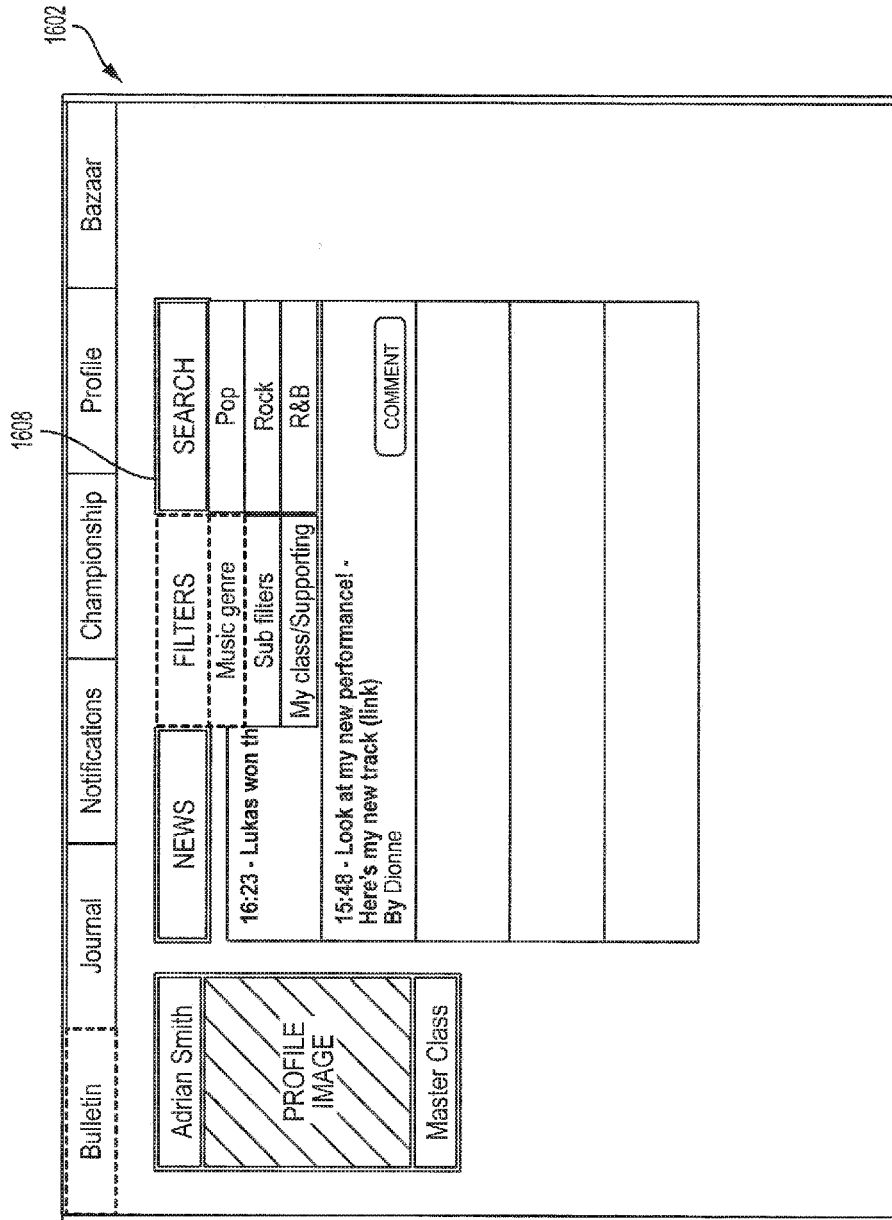 1602
Bulletin
Journal
Notifications
Championship
Profile
Bazaar
1608
Adrian Smith
PROFILE
IMAGE
Master Class
NEWS
FILTERS
SEARCH
Music genre
Pop
Sub filters
Rock
My class/Supporting
R&B
16:23 - Lukas won th
15:48 - Look at my new performance! -
Here's my new track (link)
By Dionne
COMMENT